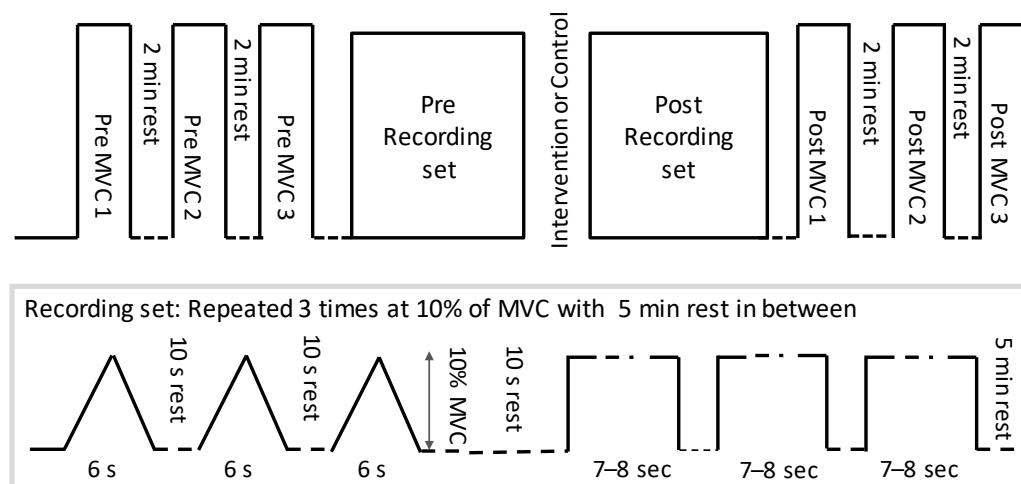 Pre MVC 1
2 min rest
Pre MVC 2
2 min rest
Pre MVC 3
Pre
Recording
set
Intervention or Control
Post
Recording
set
Post MVC 1
2 min rest
Post MVC 2
2 min rest
Post MVC 3
Recording set: Repeated 3 times at 10% of MVC with 5 min rest in between
10 s rest
10 s rest
10% MVC
10 s rest
5 min rest
6 s
6 s
6 s
7–8 sec
7–8 sec
7–8 sec